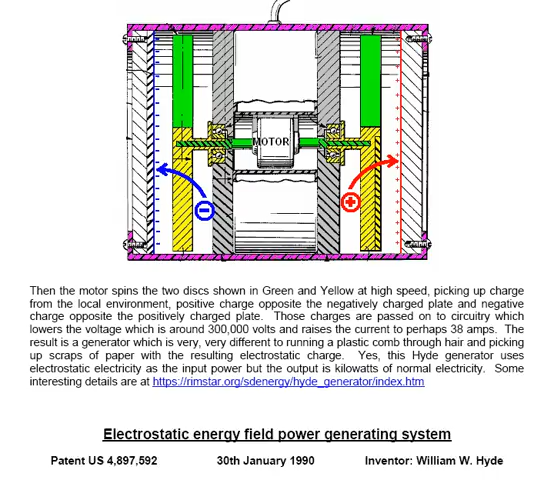 MOTOR
−
+
Then the motor spins the two discs shown in Green and Yellow at high speed, picking up charge
from the local environment, positive charge opposite the negatively charged plate and negative
charge opposite the positively charged plate. Those charges are passed on to circuitry which
lowers the voltage which is around 300,000 volts and raises the current to perhaps 38 amps. The
result is a generator which is very, very different to running a plastic comb through hair and picking
up scraps of paper with the resulting electrostatic charge. Yes, this Hyde generator uses
electrostatic electricity as the input power but the output is kilowatts of normal electricity. Some
interesting details are at https://rimstar.org/sdenergy/hyde_generator/index.htm
Electrostatic energy field power generating system
Patent US 4,897,592 30th January 1990 Inventor: William W. Hyde